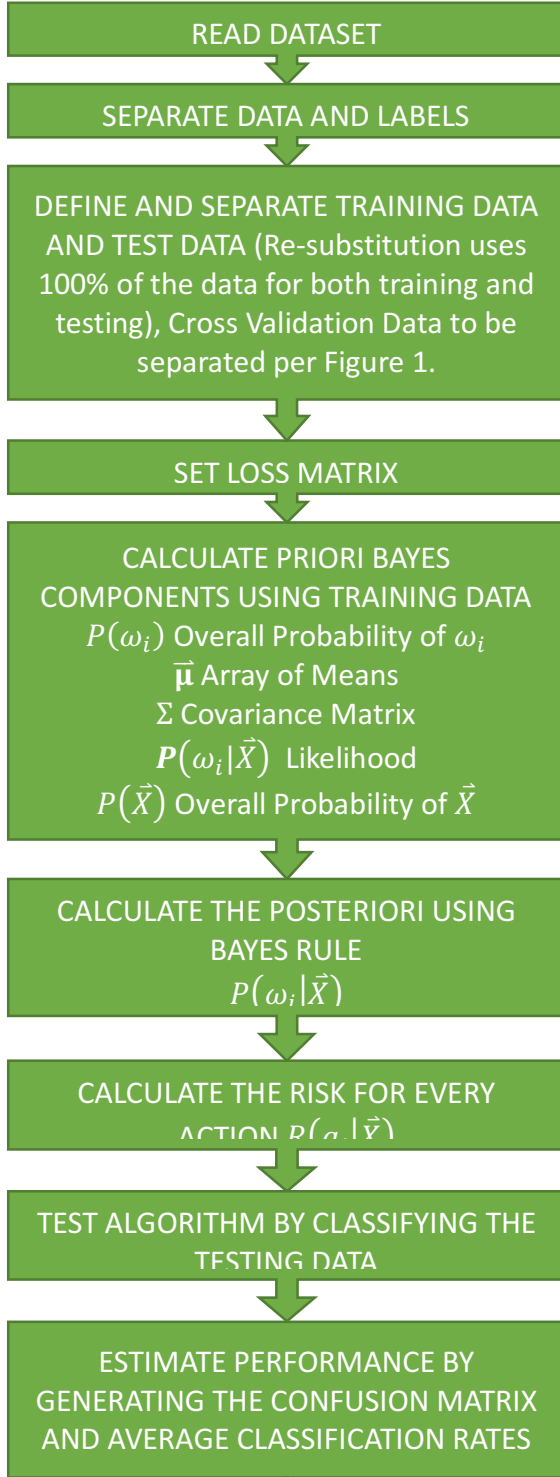 READ DATASET
SEPARATE DATA AND LABELS
DEFINE AND SEPARATE TRAINING DATA
AND TEST DATA (Re-substitution uses
100% of the data for both training and
testing), Cross Validation Data to be
separated per Figure 1.
SET LOSS MATRIX
CALCULATE PRIORI BAYES
COMPONENTS USING TRAINING DATA
P(ω_i) Overall Probability of ω_i
μ⃗ Array of Means
Σ Covariance Matrix
P(ω_i|X⃗) Likelihood
P(X⃗) Overall Probability of X⃗
CALCULATE THE POSTERIORI USING
BAYES RULE
P(ω_i|X⃗)
CALCULATE THE RISK FOR EVERY
ACTION R(a_i|X⃗)
TEST ALGORITHM BY CLASSIFYING THE
TESTING DATA
ESTIMATE PERFORMANCE BY
GENERATING THE CONFUSION MATRIX
AND AVERAGE CLASSIFICATION RATES